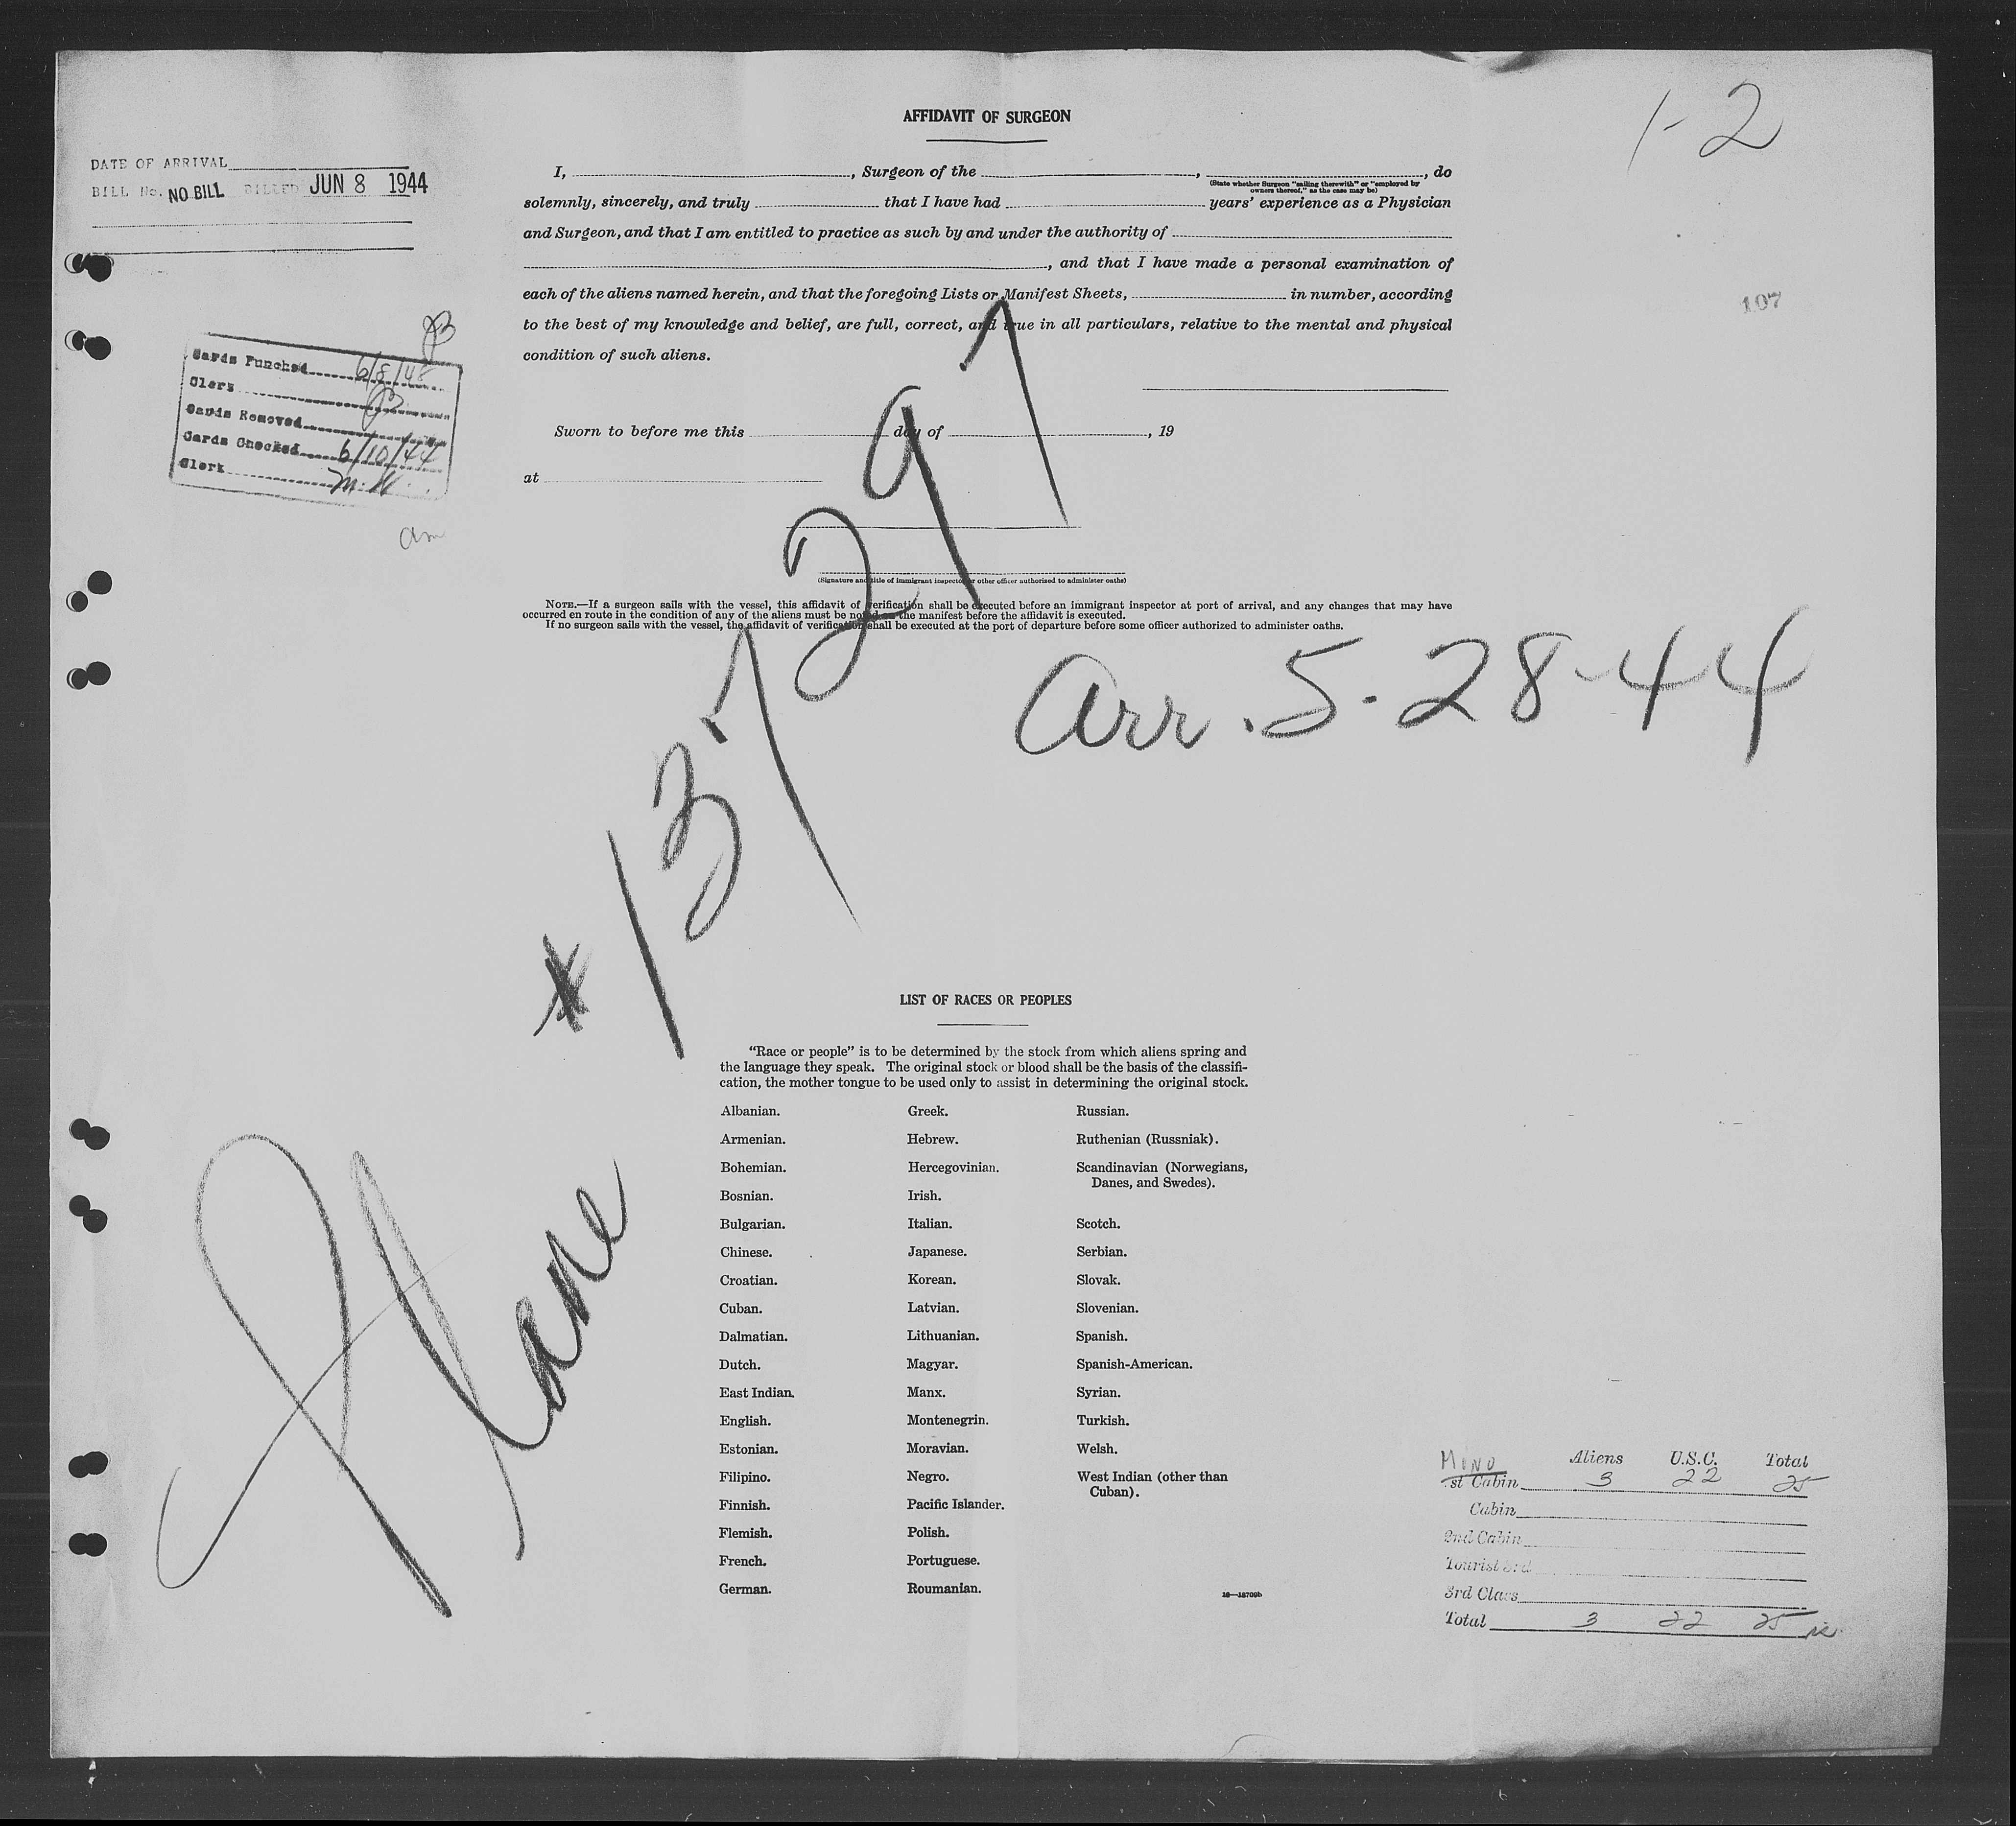 1-2
AFFIDAVIT OF SURGEON
DATE OF ARRIVAL
BILL No. NO BILL BILLED JUN 8 1944
I, , Surgeon of the , , do
(State whether Surgeon "sailing therewith" or "employed by
owners thereof," as the case may be)
solemnly, sincerely, and truly that I have had years' experience as a Physician
and Surgeon, and that I am entitled to practice as such by and under the authority of
, and that I have made a personal examination of
each of the aliens named herein, and that the foregoing Lists or Manifest Sheets, in number, according
to the best of my knowledge and belief, are full, correct, and true in all particulars, relative to the mental and physical
condition of such aliens.
107
Cards Punched 6/8/48
Clerk
Cards Removed
Cards Checked 6/10/44
Clerk M.K.
am
Sworn to before me this day of , 19
at
(Signature and title of immigrant inspector or other officer authorized to administer oaths)
NOTE.—If a surgeon sails with the vessel, this affidavit of verification shall be executed before an immigrant inspector at port of arrival, and any changes that may have
occurred en route in the condition of any of the aliens must be noted on the manifest before the affidavit is executed.
If no surgeon sails with the vessel, the affidavit of verification shall be executed at the port of departure before some officer authorized to administer oaths.
Arr. 5-28-44
Plane # 137297
LIST OF RACES OR PEOPLES
"Race or people" is to be determined by the stock from which aliens spring and
the language they speak. The original stock or blood shall be the basis of the classifi-
cation, the mother tongue to be used only to assist in determining the original stock.
Albanian. Greek. Russian.
Armenian. Hebrew. Ruthenian (Russniak).
Bohemian. Hercegovinian. Scandinavian (Norwegians,
Danes, and Swedes).
Bosnian. Irish.
Bulgarian. Italian. Scotch.
Chinese. Japanese. Serbian.
Croatian. Korean. Slovak.
Cuban. Latvian. Slovenian.
Dalmatian. Lithuanian. Spanish.
Dutch. Magyar. Spanish-American.
East Indian. Manx. Syrian.
English. Montenegrin. Turkish.
Estonian. Moravian. Welsh.
Filipino. Negro. West Indian (other than
Cuban).
Finnish. Pacific Islander.
Flemish. Polish.
French. Portuguese.
German. Roumanian.
16—18709b
MONO Aliens U.S.C. Total
1st Cabin 3 22 25
Cabin
2nd Cabin
Tourist 3rd
3rd Class
Total 3 22 25